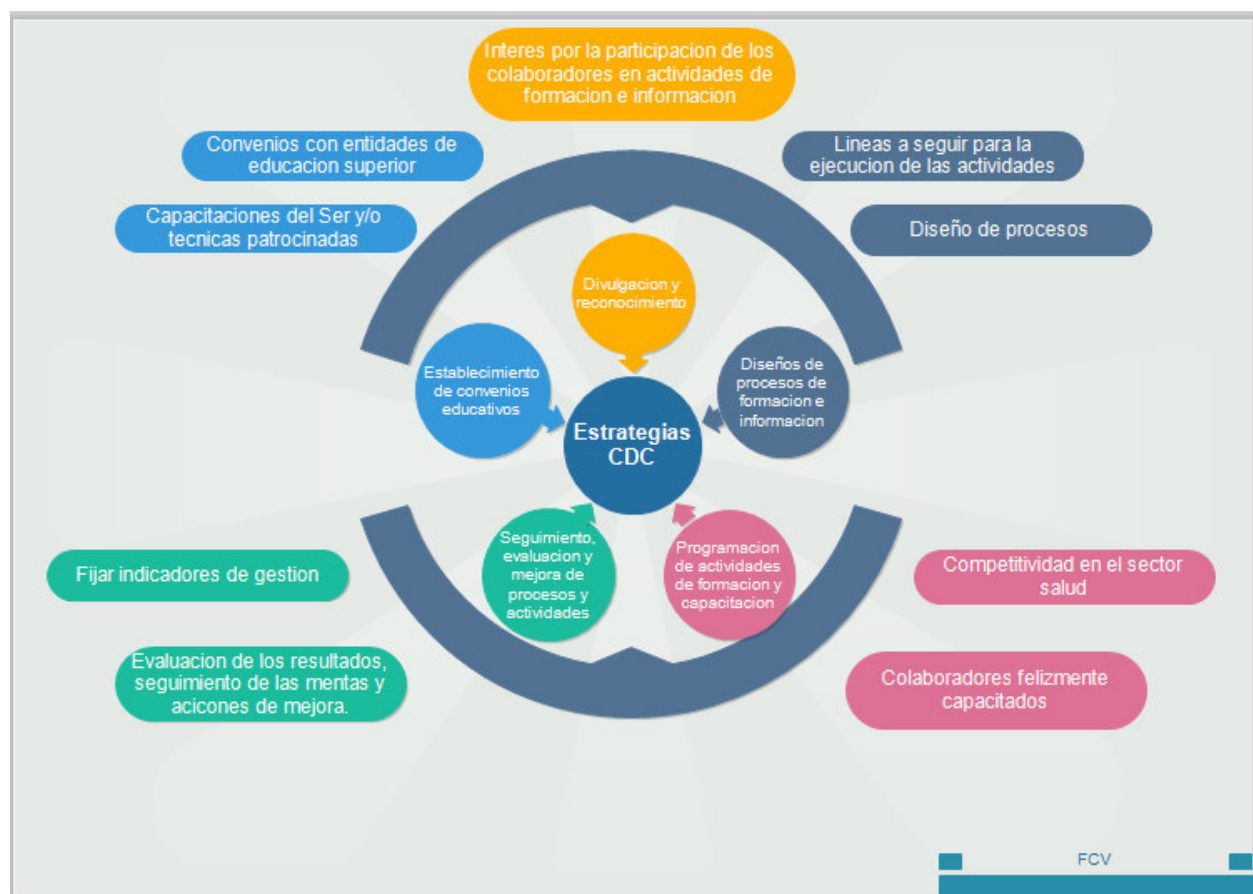 Interes por la participacion de los
colaboradores en actividades de
formacion e informacion
Convenios con entidades de
educacion superior
Lineas a seguir para la
ejecucion de las actividades
Capacitaciones del Ser y/o
tecnicas patrocinadas
Diseño de procesos
Divulgacion y
reconocimiento
Establecimiento
de convenios
educativos
Diseños de
procesos de
formacion e
informacion
Estrategias
CDC
Seguimiento,
evaluacion y
mejora de
procesos y
actividades
Programacion
de actividades
de formacion y
capacitacion
Fijar indicadores de gestion
Competitividad en el sector
salud
Evaluacion de los resultados,
seguimiento de las mentas y
acicones de mejora.
Colaboradores felizmente
capacitados
FCV